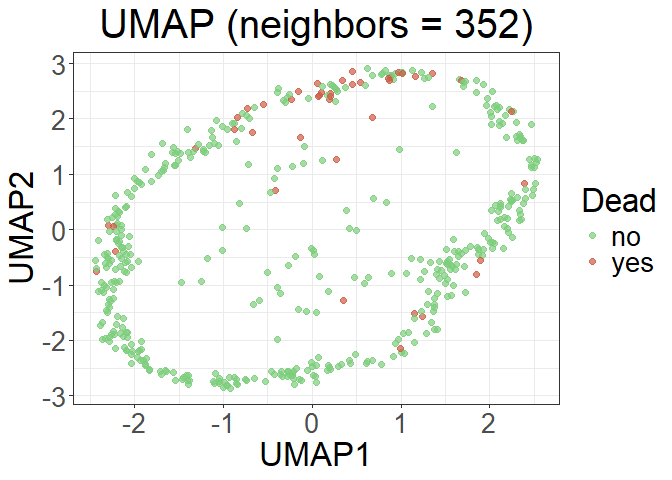 UMAP (neighbors = 352)
3
2
1
0
-1
-2
-3
UMAP2
-2
-1
0
1
2
UMAP1
Dead
no
yes